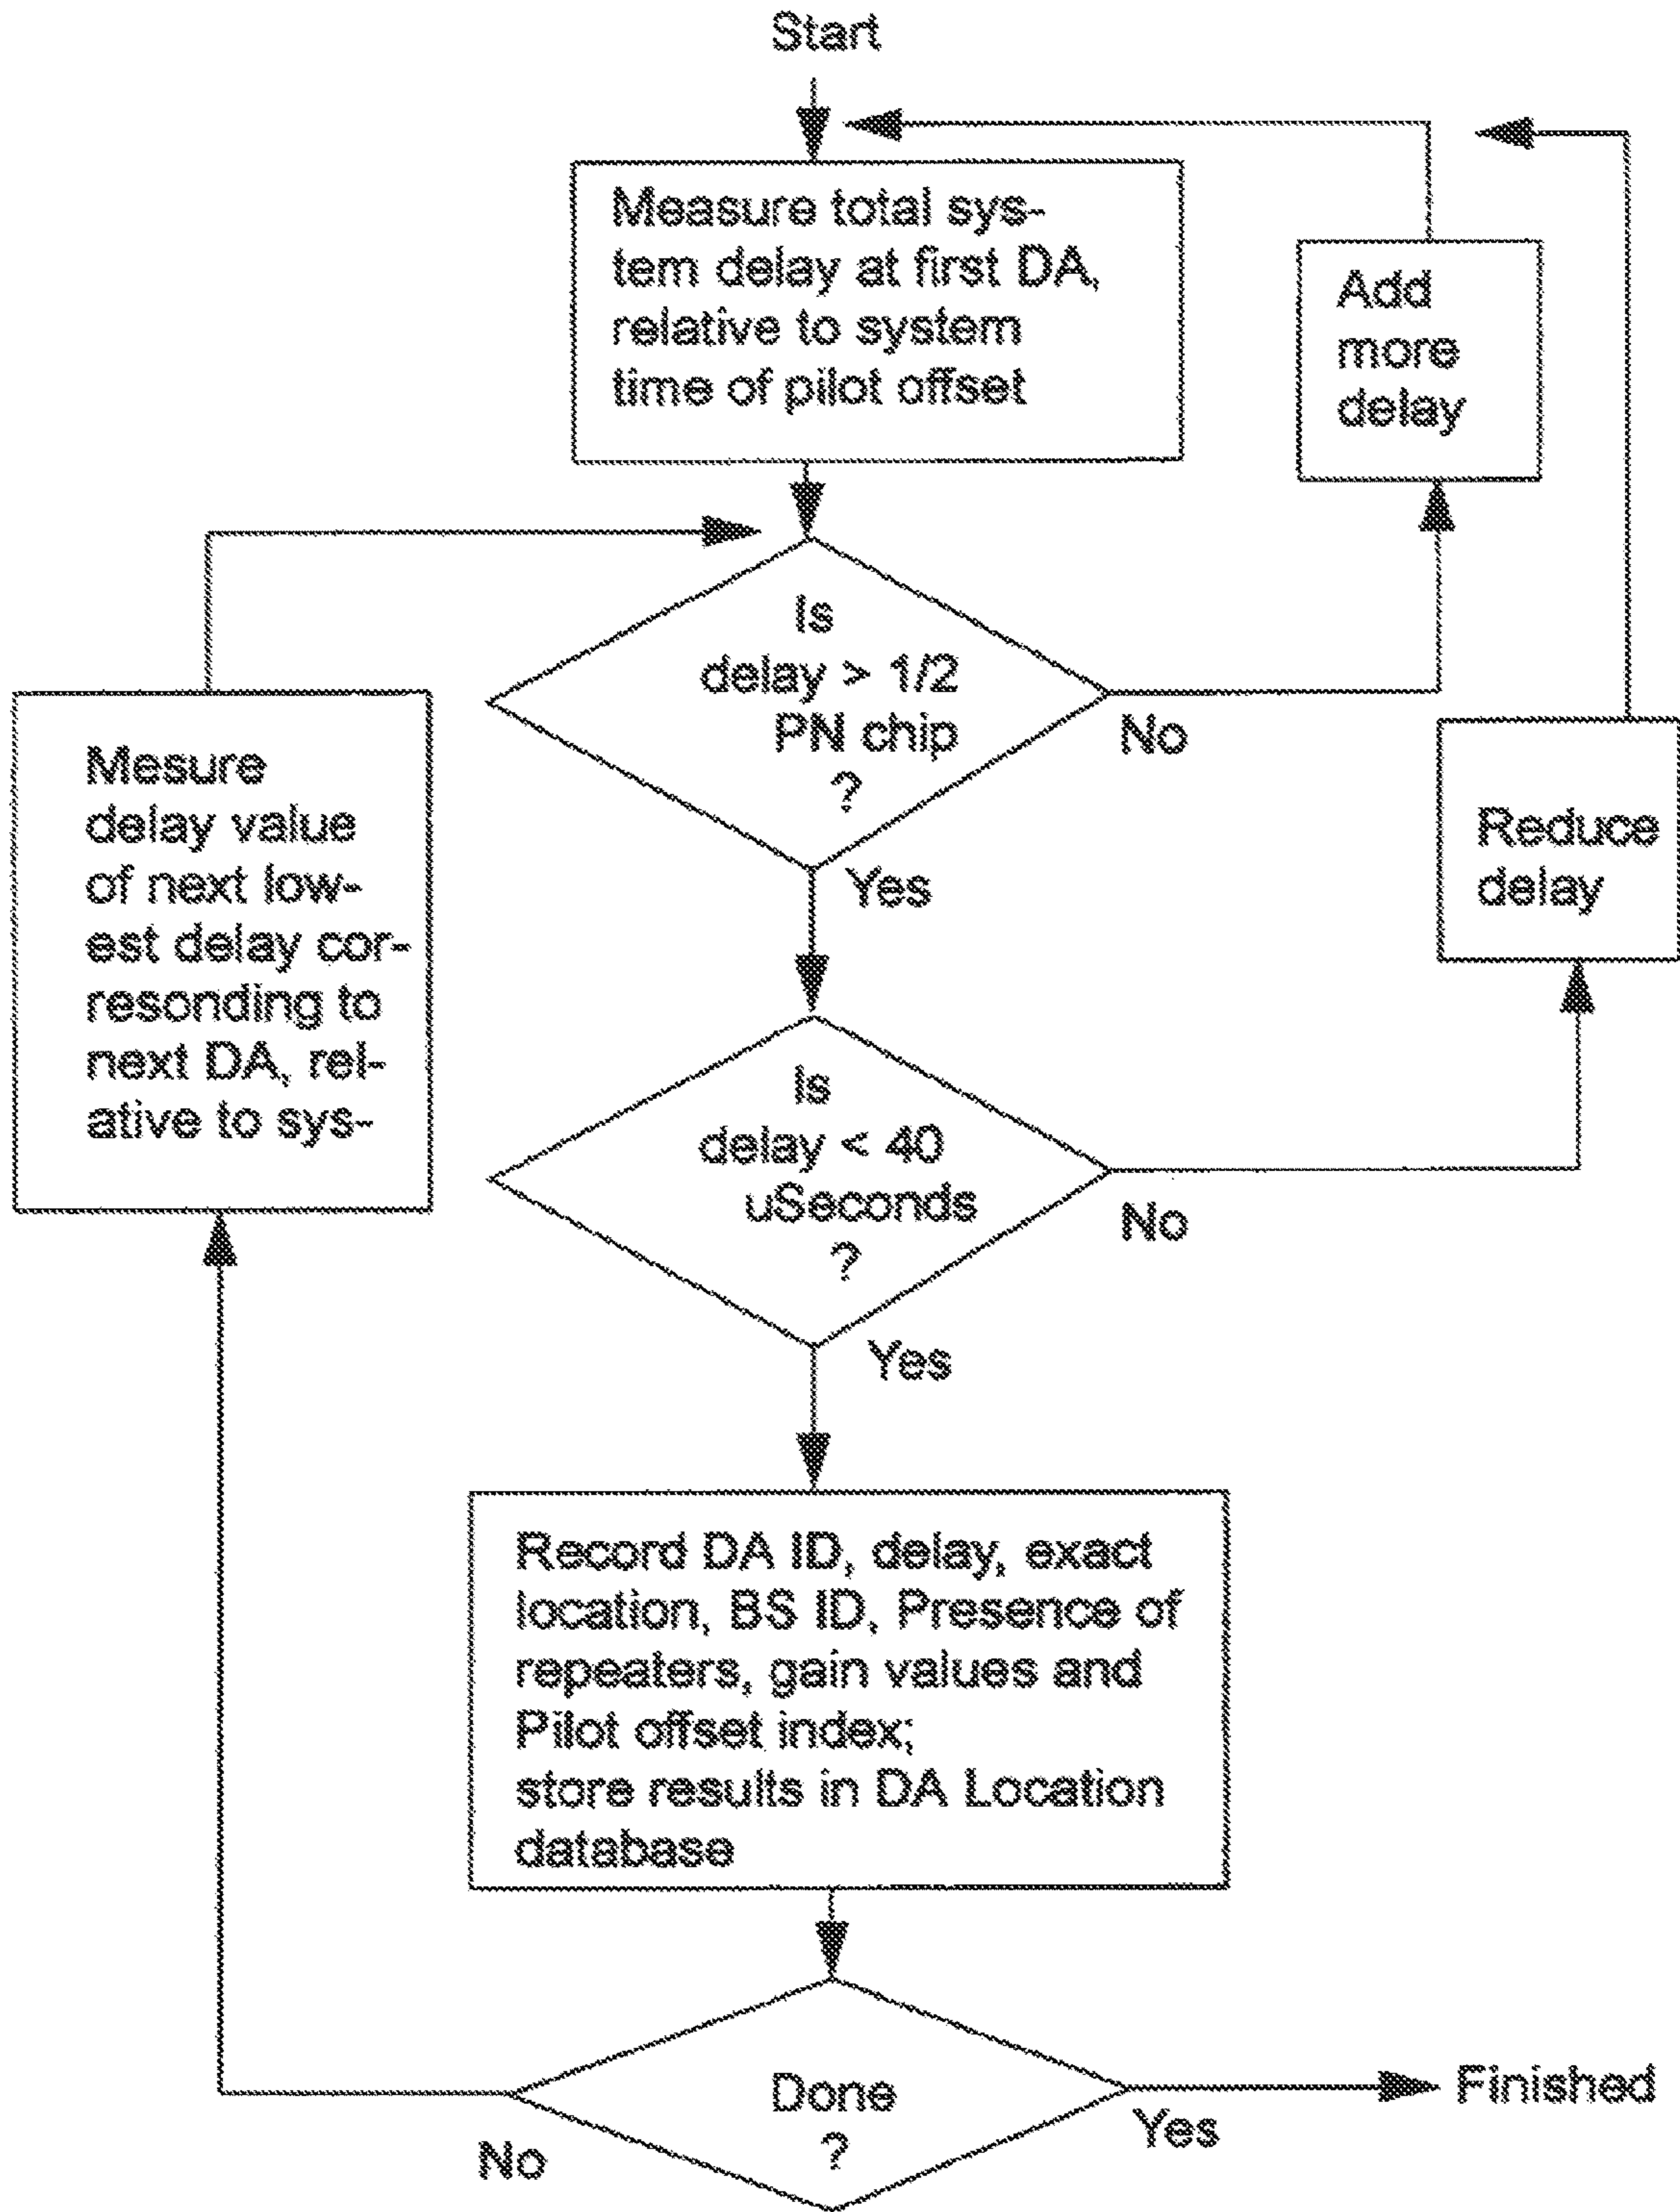 Start
Measure total sys-
tem delay at first DA,
relative to system
time of pilot offset
Add
more
delay
Is
delay > 1/2
PN chip
?
No
Yes
Mesure
delay value
of next low-
est delay cor-
resonding to
next DA, rel-
ative to sys-
Reduce
delay
Is
delay < 40
uSeconds
?
No
Yes
Record DA ID, delay, exact
location, BS ID, Presence of
repeaters, gain values and
Pilot offset index;
store results in DA Location
database
Done
?
No
Yes
Finished